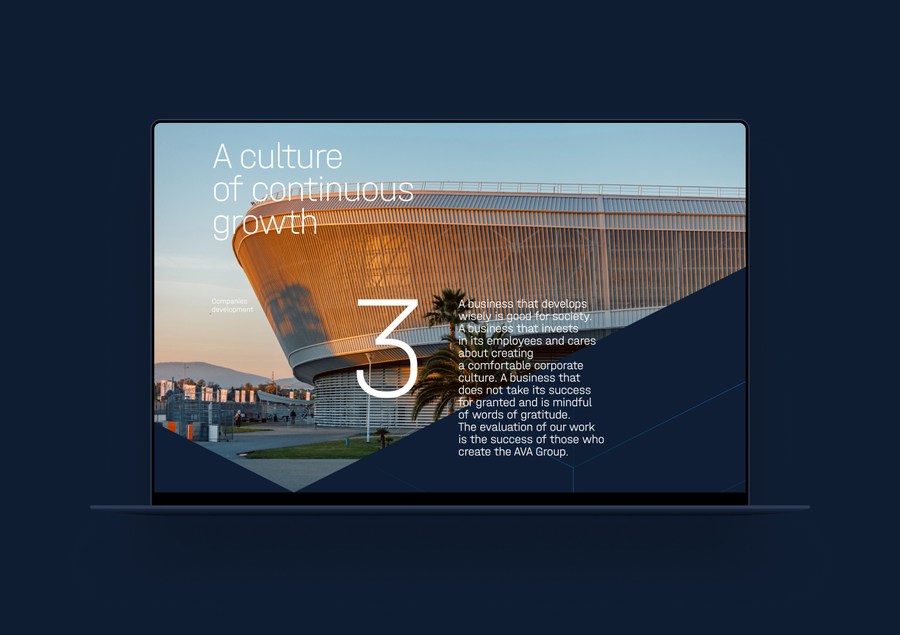 A culture
of continuous
growth
Companies
development
3
A business that develops
wisely is good for society.
A business that invests
in its employees and cares
about creating
a comfortable corporate
culture. A business that
does not take its success
for granted and is mindful
of words of gratitude.
The evaluation of our work
is the success of those who
create the AVA Group.